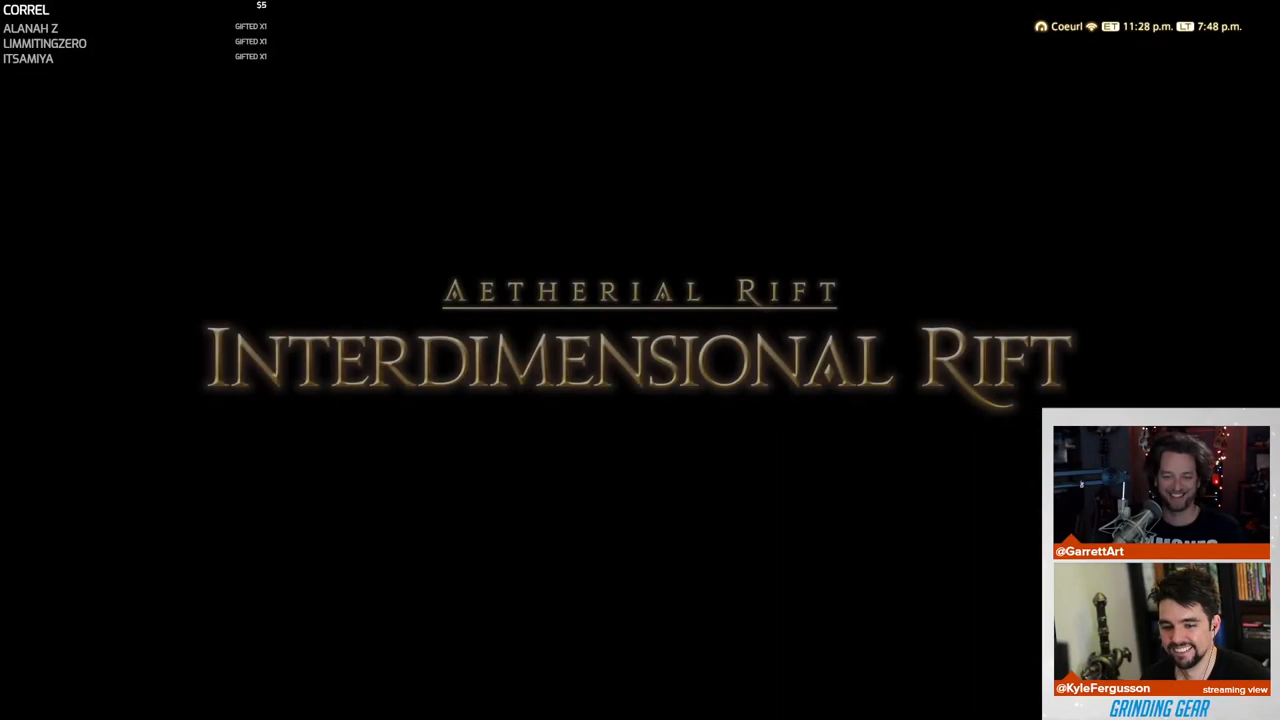 CORREL $5
ALANAH Z GIFTED X1
LIMMITINGZERO GIFTED X1
ITSAMIYA GIFTED X1
Coeurl ET 11:28 p.m. LT 7:48 p.m.
AETHERIAL RIFT
INTERDIMENSIONAL RIFT
@GarrettArt
@KyleFergusson streaming view
GRINDING GEAR